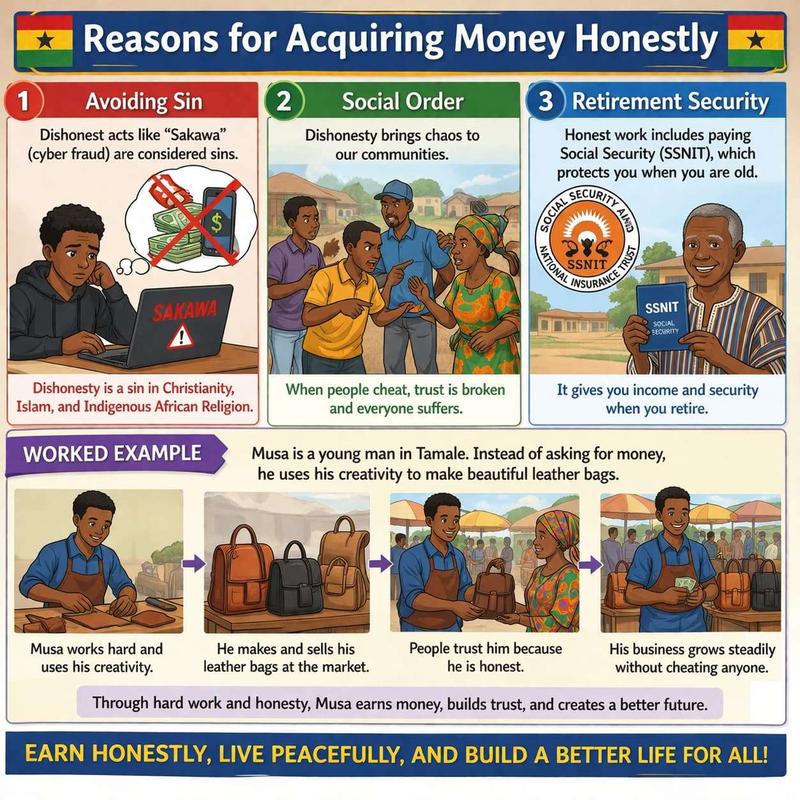 Reasons for Acquiring Money Honestly
1 Avoiding Sin
Dishonest acts like “Sakawa”
(cyber fraud) are considered sins.
$
SAKAWA
!
Dishonesty is a sin in Christianity,
Islam, and Indigenous African Religion.
2 Social Order
Dishonesty brings chaos to
our communities.
When people cheat, trust is broken
and everyone suffers.
3 Retirement Security
Honest work includes paying
Social Security (SSNIT), which
protects you when you are old.
SOCIAL SECURITY AIND
NATIONAL INSURANCE TRUST
SSNIT
SSNIT
SOCIAL
SECURITY
It gives you income and security
when you retire.
WORKED EXAMPLE
Musa is a young man in Tamale. Instead of asking for money,
he uses his creativity to make beautiful leather bags.
Musa works hard and
uses his creativity.
He makes and sells his
leather bags at the market.
People trust him because
he is honest.
His business grows steadily
without cheating anyone.
Through hard work and honesty, Musa earns money, builds trust, and creates a better future.
EARN HONESTLY, LIVE PEACEFULLY, AND BUILD A BETTER LIFE FOR ALL!